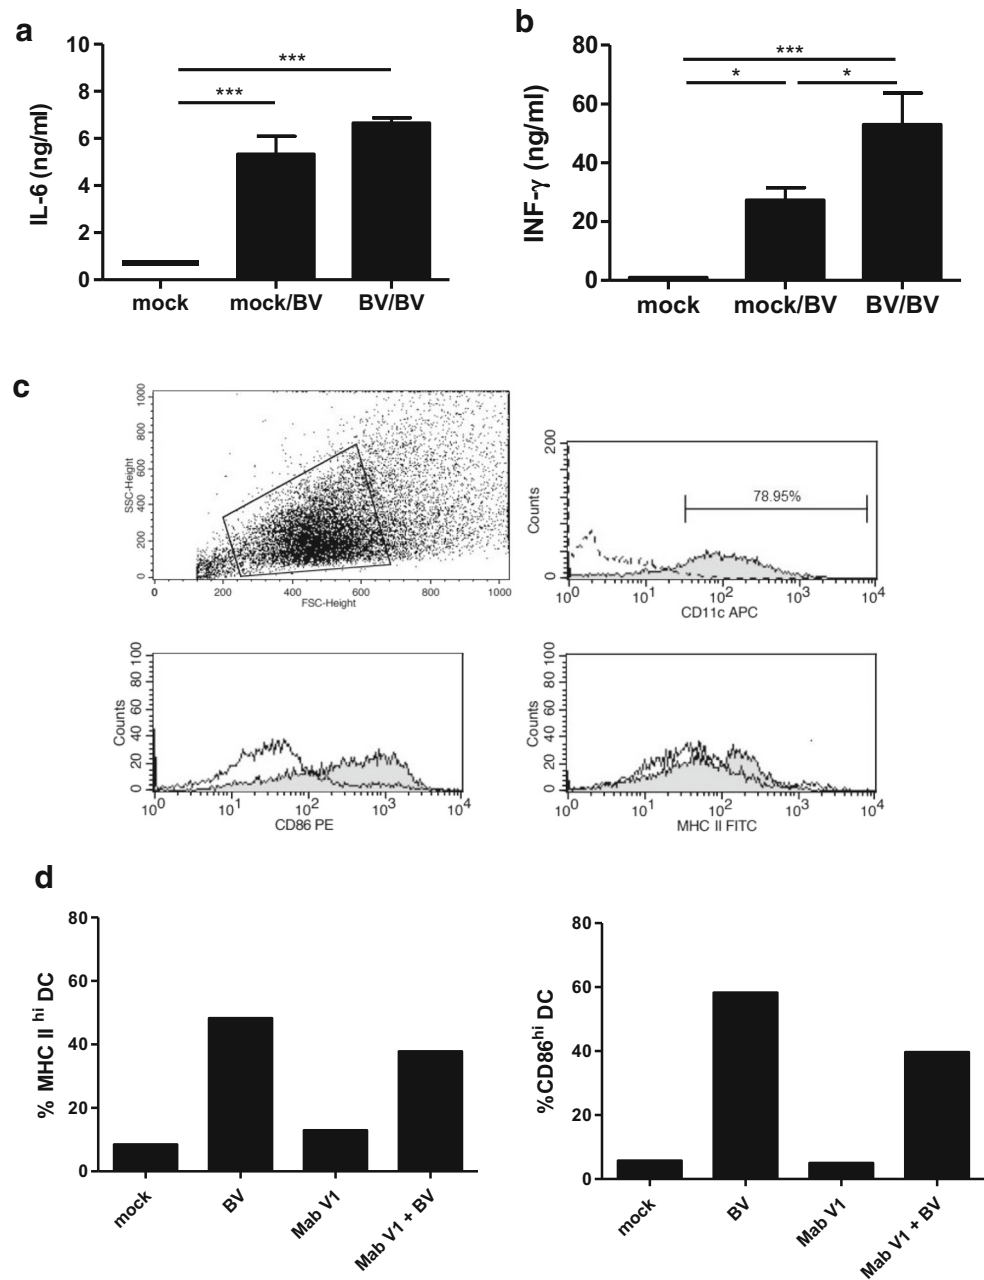 a
10
8
6
4
2
0
IL-6 (ng/ml)
***
***
mock
mock/BV
BV/BV
b
80
60
40
20
0
INF-γ (ng/ml)
***
*
*
mock
mock/BV
BV/BV
c
1000
800
600
400
200
0
SSC-Height
0
200
400
600
800
1000
FSC-Height
200
0
Counts
78.95%
10^0
10^1
10^2
10^3
10^4
CD11c APC
100
80
60
40
20
0
Counts
10^0
10^1
10^2
10^3
10^4
CD86 PE
100
80
60
40
20
0
Counts
10^0
10^1
10^2
10^3
10^4
MHC II FITC
d
80
60
40
20
0
% MHC II hi DC
mock
BV
Mab V1
Mab V1 + BV
80
60
40
20
0
%CD86hi DC
mock
BV
Mab V1
Mab V1 + BV